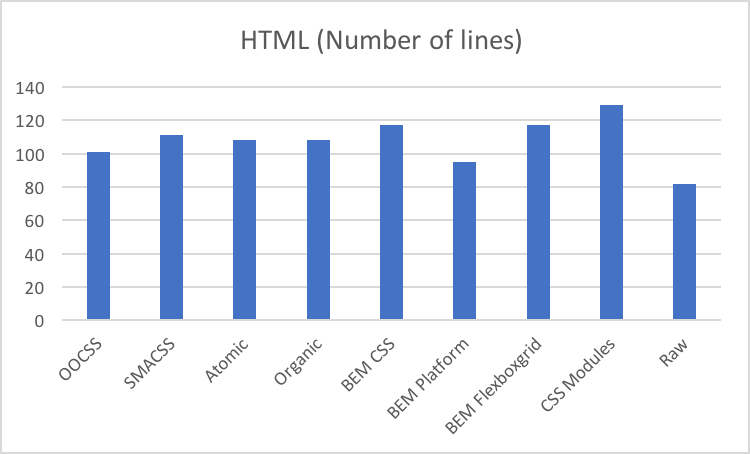 HTML (Number of lines)
140
120
100
80
60
40
20
0
OOCSS
SMACSS
Atomic
Organic
BEM CSS
BEM Platform
BEM Flexboxgrid
CSS Modules
Raw